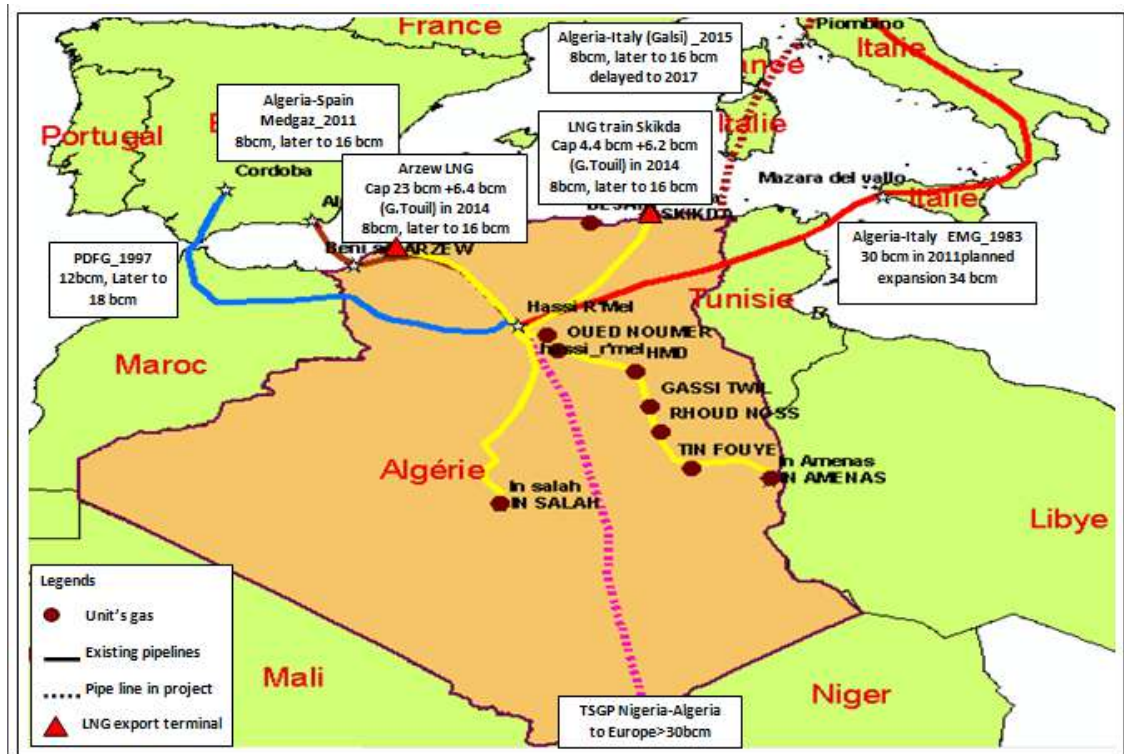 France
Piombino
Algeria-Italy (Galsi) _2015
8bcm, later to 16 bcm
delayed to 2017
Italie
Algeria-Spain
Medgaz_2011
8bcm, later to 16 bcm
LNG train Skikda
Cap 4.4 bcm +6.2 bcm
(G.Touil) in 2014
8bcm, later to 16 bcm
Italie
Portugal
Arzew LNG
Cap 23 bcm +6.4 bcm
(G.Touil) in 2014
8bcm, later to 16 bcm
Cordoba
Mazara del vallo
Italie
SKIKDA
ARZEW
PDFG_1997
12bcm, Later to
18 bcm
Algeria-Italy EMG_1983
30 bcm in 2011planned
expansion 34 bcm
Tunisie
Hassi R'Mel
OUED NOUMER
hassi_r'mel HMD
Maroc
GASSI TWIL
RHOUD NOSS
TIN FOUYE
In Amenas
IN AMENAS
Algérie
In salah
IN SALAH
Libye
Legends
Unit's gas
Existing pipelines
Pipe line in project
LNG export terminal
Mali
Niger
TSGP Nigeria-Algeria
to Europe>30bcm